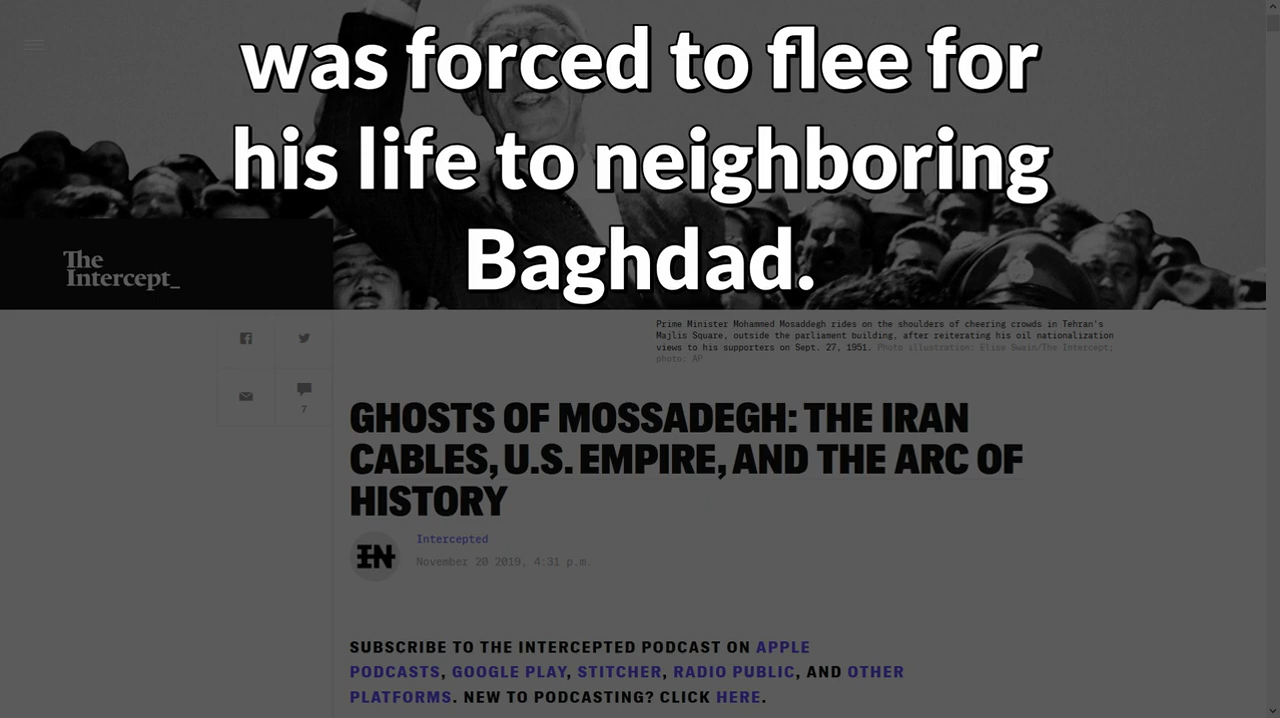 was forced to flee for
his life to neighboring
Baghdad.
The
Intercept_
Prime Minister Mohammed Mosaddegh rides on the shoulders of cheering crowds in Tehran's
Majlis Square, outside the parliament building, after reiterating his oil nationalization
views to his supporters on Sept. 27, 1951. Photo illustration: Elise Swain/The Intercept;
photo: AP
7
GHOSTS OF MOSSADEGH: THE IRAN
CABLES, U.S. EMPIRE, AND THE ARC OF
HISTORY
IN
Intercepted
November 20 2019, 4:31 p.m.
SUBSCRIBE TO THE INTERCEPTED PODCAST ON APPLE
PODCASTS, GOOGLE PLAY, STITCHER, RADIO PUBLIC, AND OTHER
PLATFORMS. NEW TO PODCASTING? CLICK HERE.